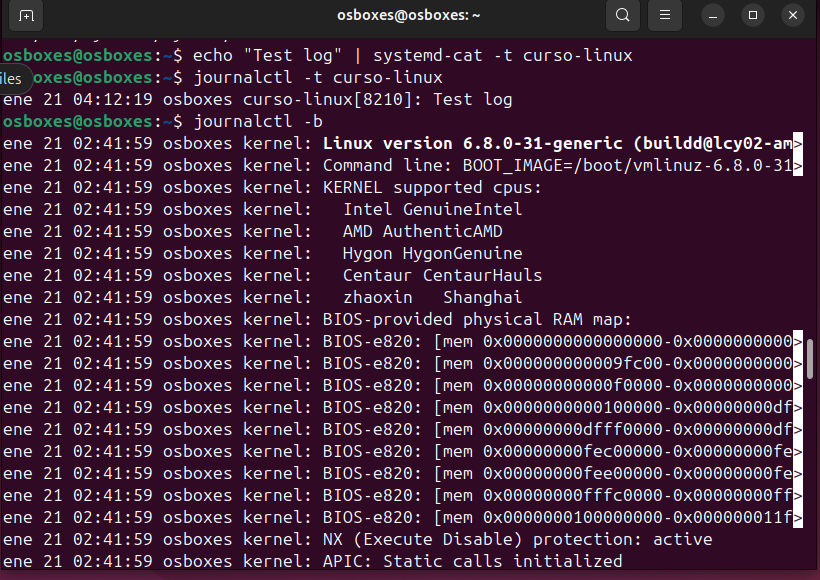 osboxes@osboxes: ~
osboxes@osboxes:~$ echo "Test log" | systemd-cat -t curso-linux
iles
osboxes@osboxes:~$ journalctl -t curso-linux
ene 21 04:12:19 osboxes curso-linux[8210]: Test log
osboxes@osboxes:~$ journalctl -b
ene 21 02:41:59 osboxes kernel: Linux version 6.8.0-31-generic (buildd@lcy02-am>
ene 21 02:41:59 osboxes kernel: Command line: BOOT_IMAGE=/boot/vmlinuz-6.8.0-31>
ene 21 02:41:59 osboxes kernel: KERNEL supported cpus:
ene 21 02:41:59 osboxes kernel:   Intel GenuineIntel
ene 21 02:41:59 osboxes kernel:   AMD AuthenticAMD
ene 21 02:41:59 osboxes kernel:   Hygon HygonGenuine
ene 21 02:41:59 osboxes kernel:   Centaur CentaurHauls
ene 21 02:41:59 osboxes kernel:   zhaoxin   Shanghai
ene 21 02:41:59 osboxes kernel: BIOS-provided physical RAM map:
ene 21 02:41:59 osboxes kernel: BIOS-e820: [mem 0x0000000000000000-0x0000000000>
ene 21 02:41:59 osboxes kernel: BIOS-e820: [mem 0x000000000009fc00-0x0000000000>
ene 21 02:41:59 osboxes kernel: BIOS-e820: [mem 0x00000000000f0000-0x0000000000>
ene 21 02:41:59 osboxes kernel: BIOS-e820: [mem 0x0000000000100000-0x00000000df>
ene 21 02:41:59 osboxes kernel: BIOS-e820: [mem 0x00000000dfff0000-0x00000000df>
ene 21 02:41:59 osboxes kernel: BIOS-e820: [mem 0x00000000fec00000-0x00000000fe>
ene 21 02:41:59 osboxes kernel: BIOS-e820: [mem 0x00000000fee00000-0x00000000fe>
ene 21 02:41:59 osboxes kernel: BIOS-e820: [mem 0x00000000fffc0000-0x00000000ff>
ene 21 02:41:59 osboxes kernel: BIOS-e820: [mem 0x0000000100000000-0x000000011f>
ene 21 02:41:59 osboxes kernel: NX (Execute Disable) protection: active
ene 21 02:41:59 osboxes kernel: APIC: Static calls initialized